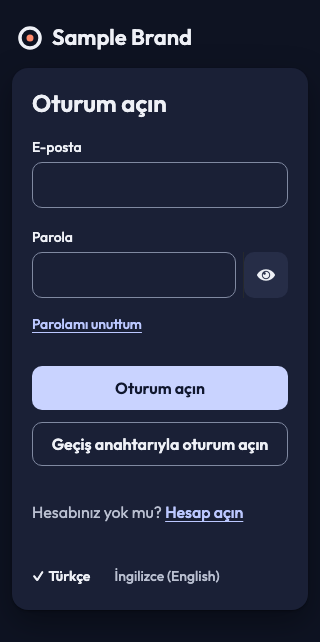 Sample Brand
Oturum açın
E-posta
Parola
Parolamı unuttum
Oturum açın
Geçiş anahtarıyla oturum açın
Hesabınız yok mu? Hesap açın
Türkçe İngilizce (English)